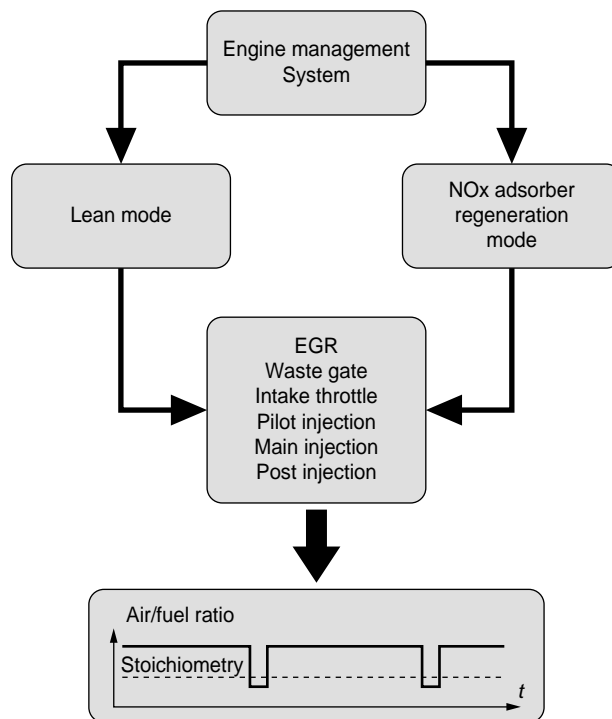 Engine management
System
Lean mode
NOx adsorber
regeneration
mode
EGR
Waste gate
Intake throttle
Pilot injection
Main injection
Post injection
Air/fuel ratio
Stoichiometry
t